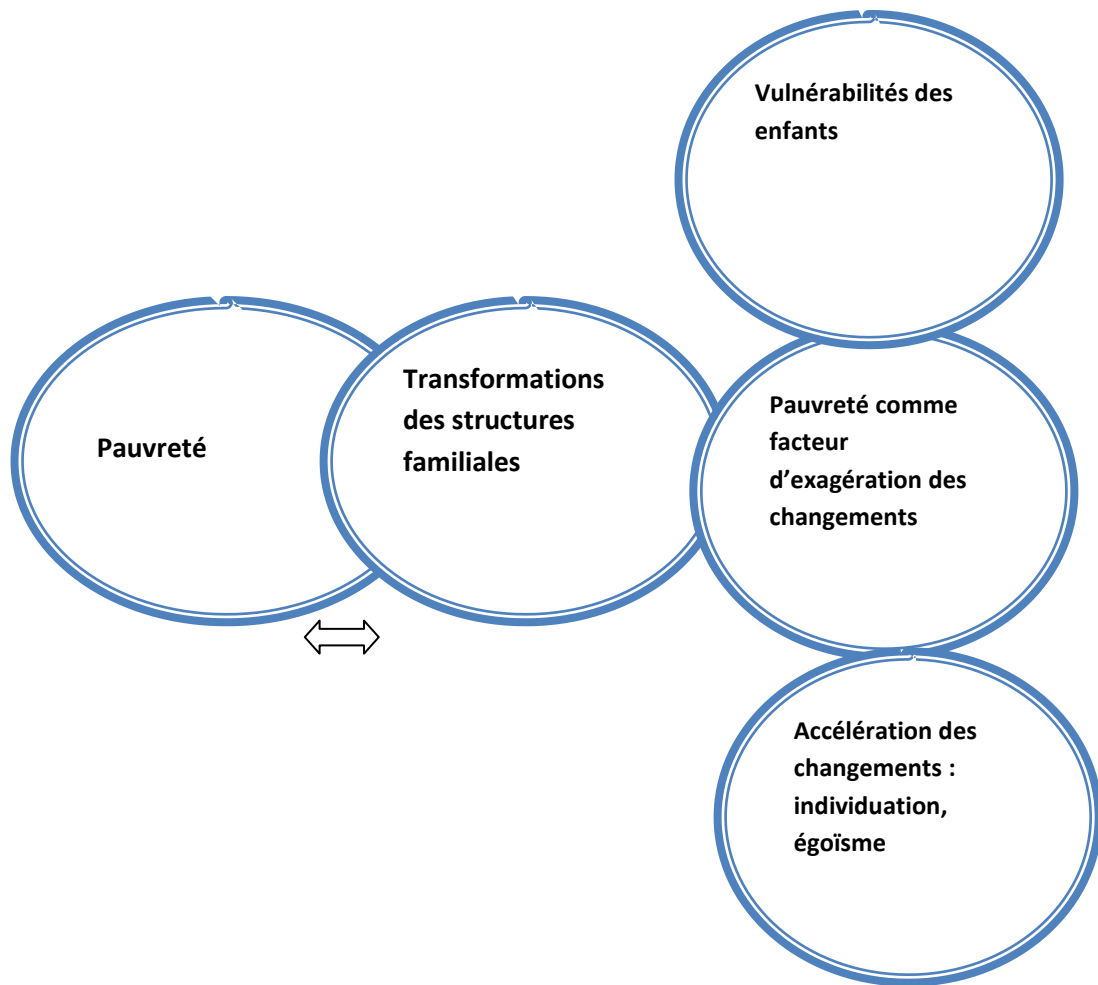 Vulnérabilités des
enfants
Pauvreté
Transformations
des structures
familiales
Pauvreté comme
facteur
d’exagération des
changements
Accélération des
changements :
individuation,
égoïsme